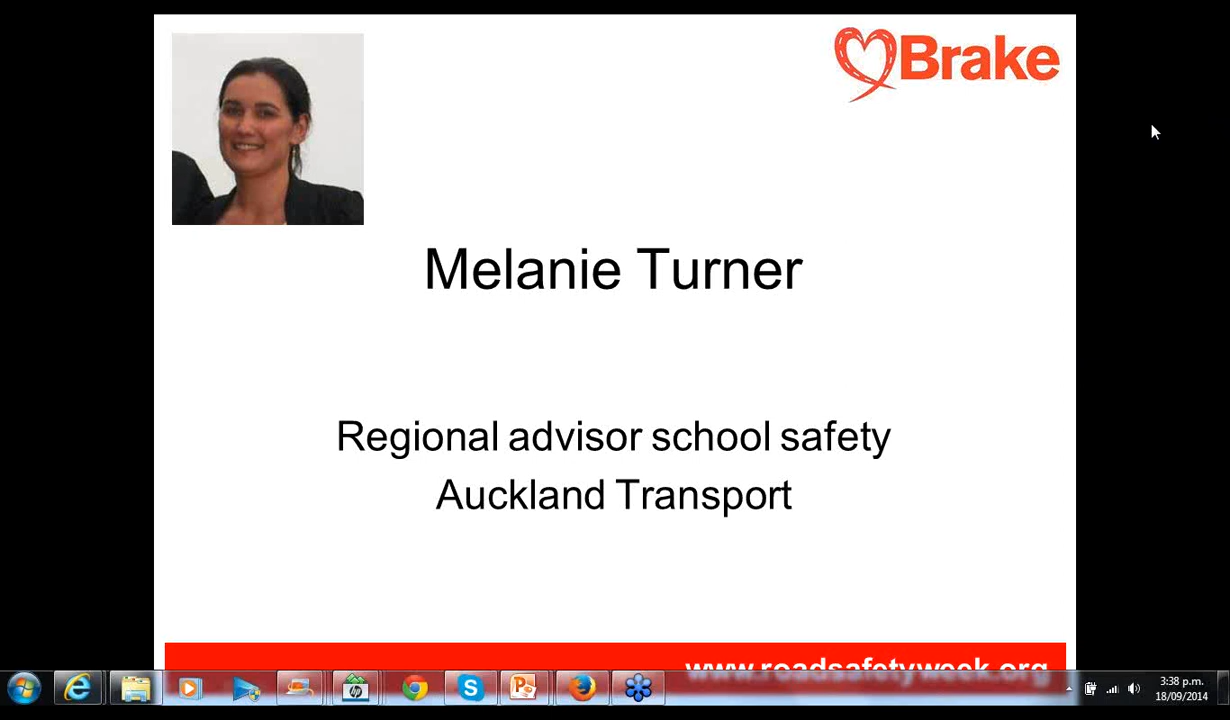 Brake
Melanie Turner
Regional advisor school safety
Auckland Transport
www.roadsafetyweek.org
3:38 p.m.
18/09/2014